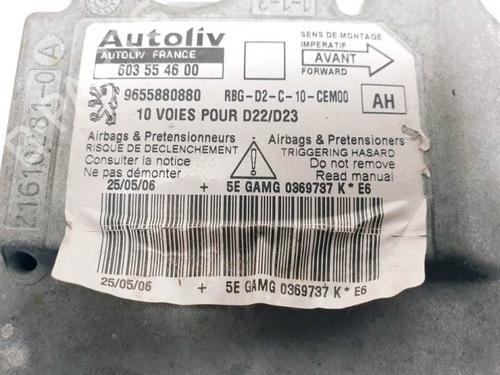 1-1-3
Autoliv
AUTOLIV FRANCE
603 55 46 00
SENS DE MONTAGE
IMPERATIF
AVANT
FORWARD
9655880880 RBG-D2-C-10-CEM00
AH
10 VOIES POUR D22/D23
Airbags & Pretensionneurs
RISQUE DE DECLENCHEMENT
Consulter la notice
Ne pas démonter
Airbags & Pretensioners
TRIGGERING HASARD
Do not remove
Read manual
25/05/06 + 5E GAMG 0369737 K * E6
25/05/06 + 5E GAMG 0369737 K * E6